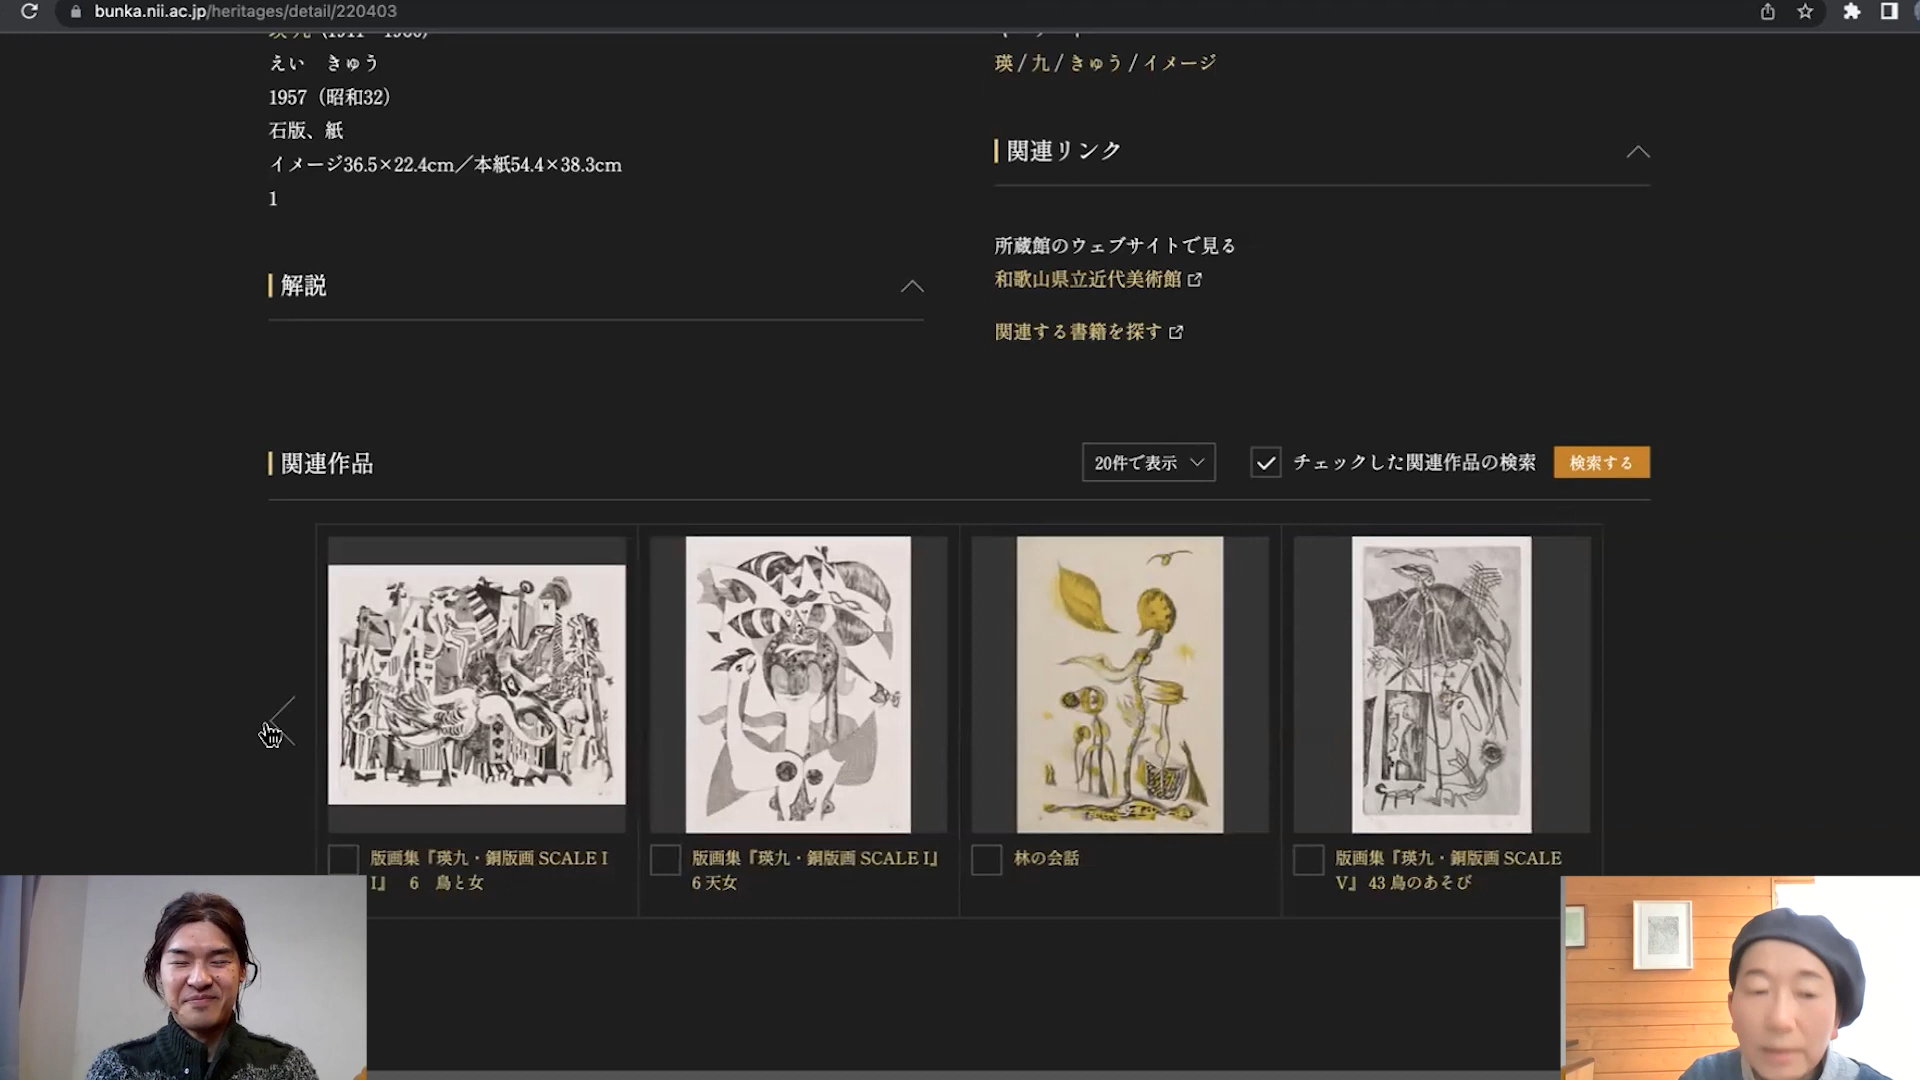 bunka.nii.ac.jp/heritages/detail/220403
えい　きゅう
1957（昭和32）
石版、紙
イメージ36.5×22.4cm／本紙54.4×38.3cm
1
解説
瑛 / 九 / きゅう / イメージ
関連リンク
所蔵館のウェブサイトで見る
和歌山県立近代美術館
関連する書籍を探す
関連作品
20件で表示
チェックした関連作品の検索
検索する
版画集『瑛九・銅版画 SCALE I
I』　6　鳥と女
版画集『瑛九・銅版画 SCALE I』
6 天女
林の会話
版画集『瑛九・銅版画 SCALE
V』 43 鳥のあそび